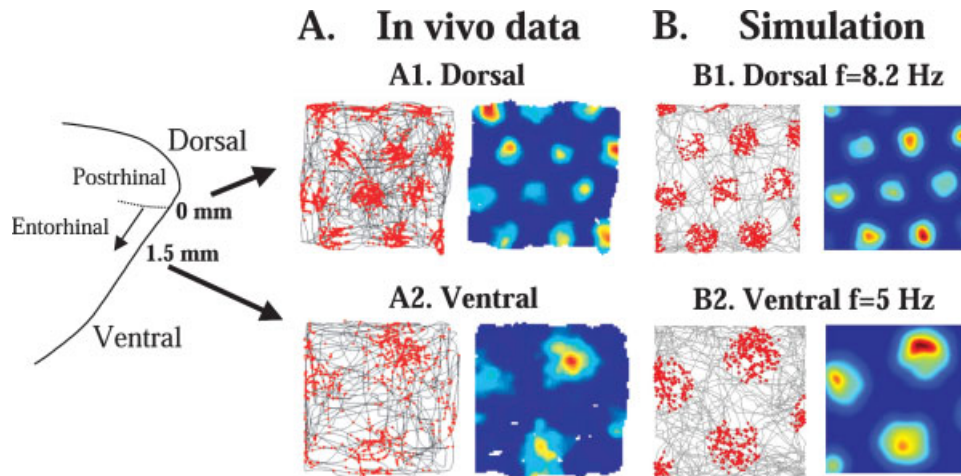 A. In vivo data
B. Simulation
A1. Dorsal
B1. Dorsal f=8.2 Hz
Dorsal
Postrhinal
0 mm
Entorhinal
1.5 mm
Ventral
A2. Ventral
B2. Ventral f=5 Hz